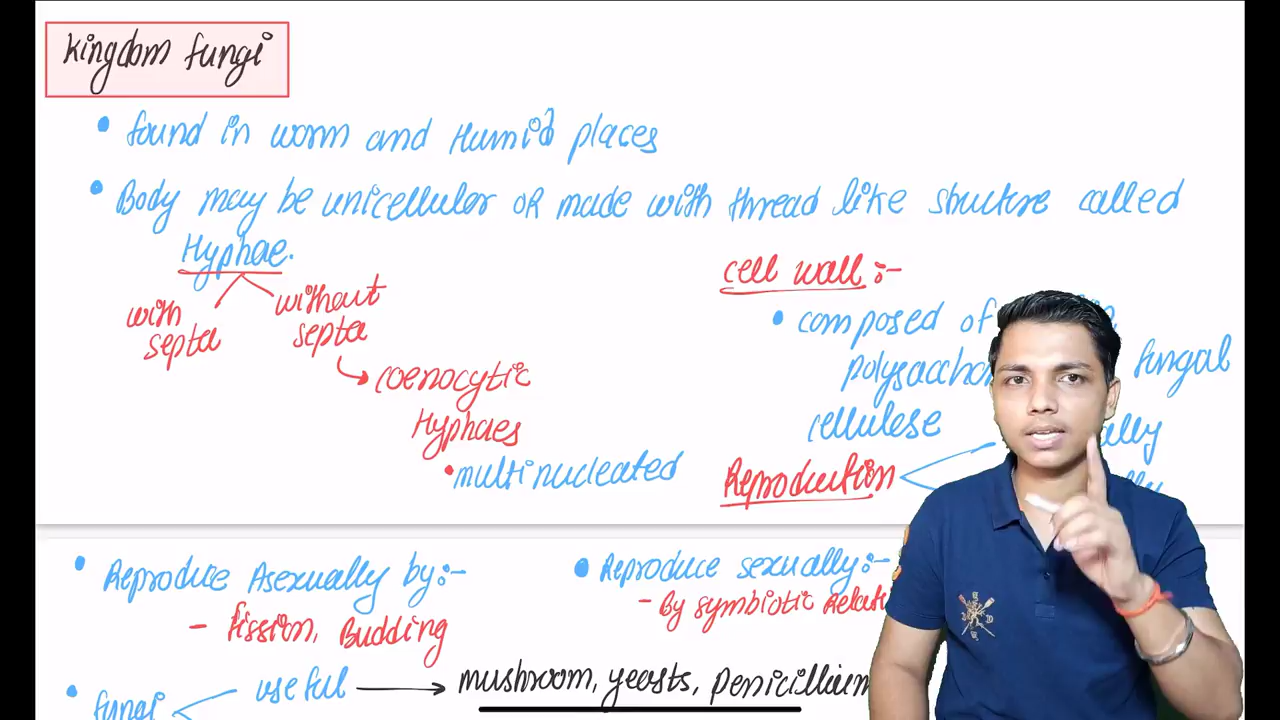 Kingdom fungi
• found in worm and Humid places
• Body may be unicellular OR made with thread like structure called
Hyphae.
with septa
without septa
coenocytic
Hyphaes
• multinucleated
cell wall :-
• composed of
fungal
cellulese
Reproduction
• Reproduce Asexually by:-
- fission, Budding
• Reproduce sexually:-
- By symbiotic
• fungi
useful
mushroom, yeasts, penicillium